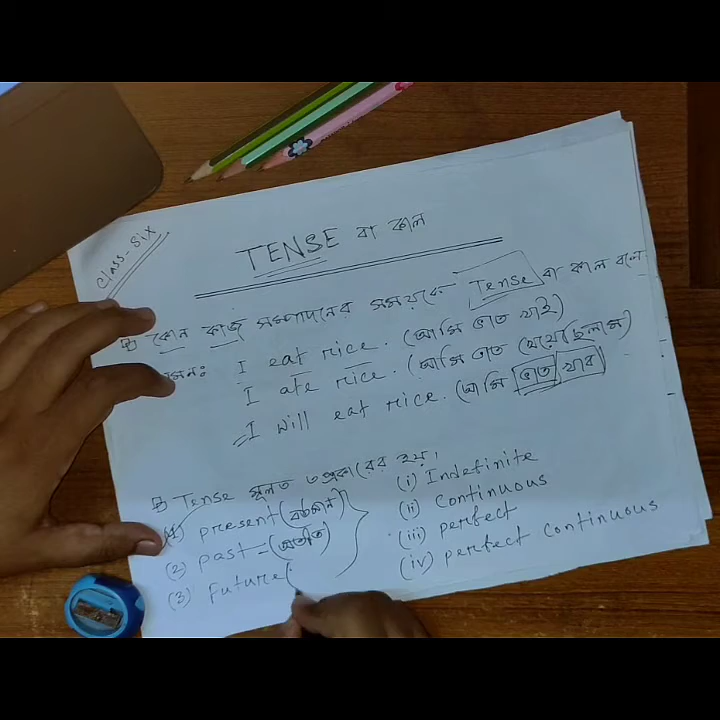 Class-Six
TENSE বা কাল
কোন কাজ সম্পাদনের সময়কে Tense বা কাল বলে
যেমনঃ I eat rice. (আমি ভাত খাই)
I ate rice. (আমি ভাত খেয়েছিলাম)
I will eat rice. (আমি ভাত খাব)
Tense মূলত ৩ প্রকারের হয়।
(1) present (বর্তমান)
(2) past = (অতীত)
(3) Future (
(i) Indefinite
(ii) continuous
(iii) perfect
(iv) perfect continuous